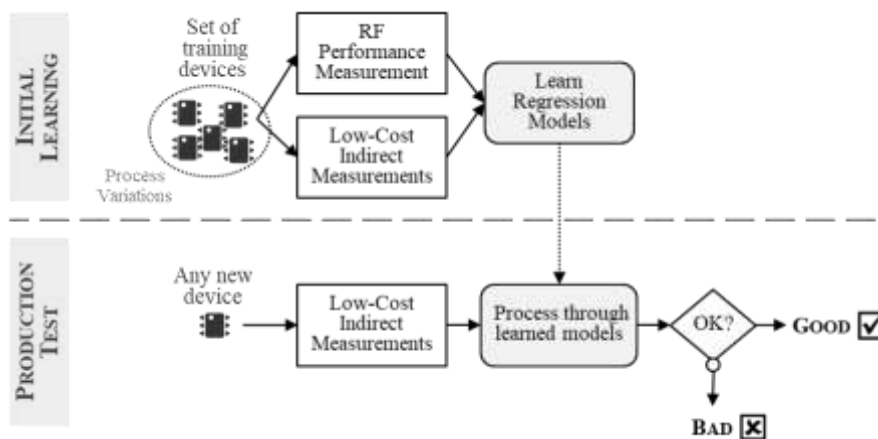 INITIAL
LEARNING
Set of
training
devices
Process
Variations
RF
Performance
Measurement
Low-Cost
Indirect
Measurements
Learn
Regression
Models
PRODUCTION
TEST
Any new
device
Low-Cost
Indirect
Measurements
Process through
learned models
OK?
GOOD
BAD